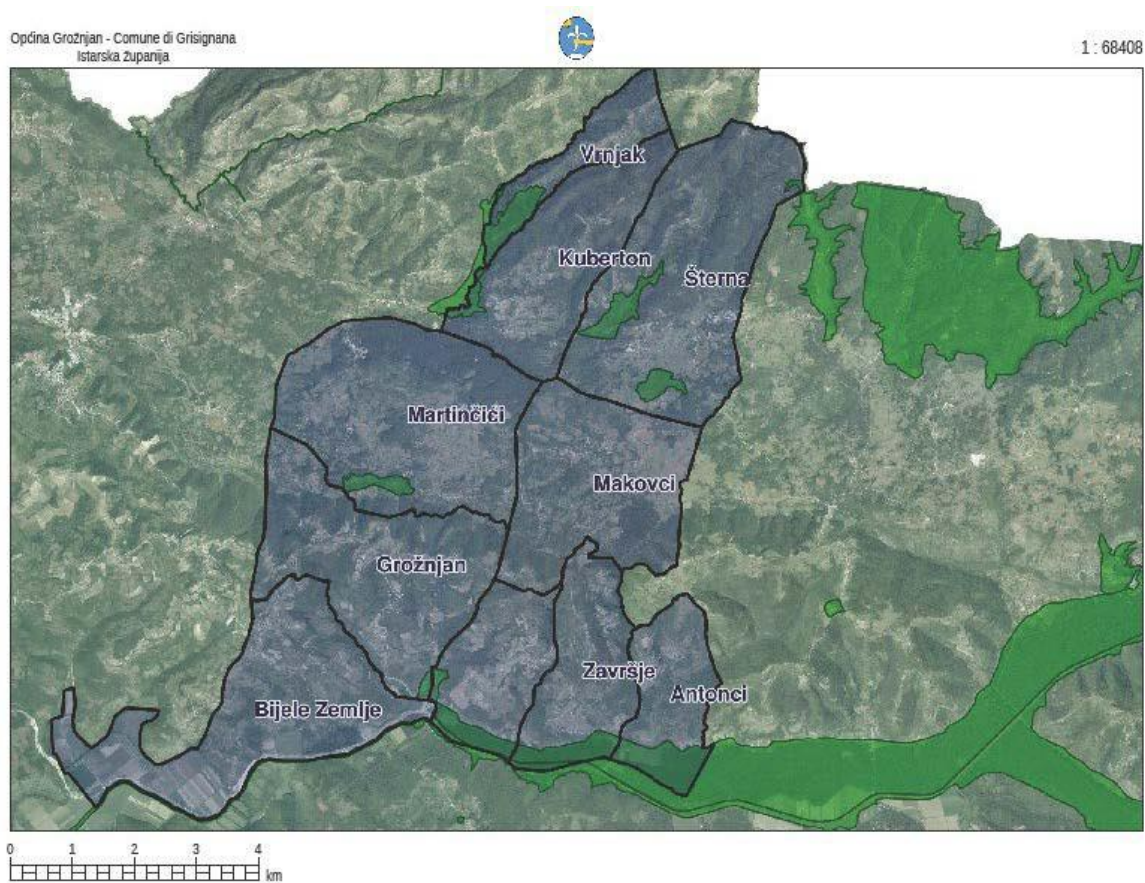 Općina Grožnjan - Comune di Grisignana
Istarska županija
1 : 68408
Vrnjak
Kuberton
Šterna
Martinčići
Makovci
Grožnjan
Završje
Antonci
Bijele Zemlje
0 1 2 3 4
km